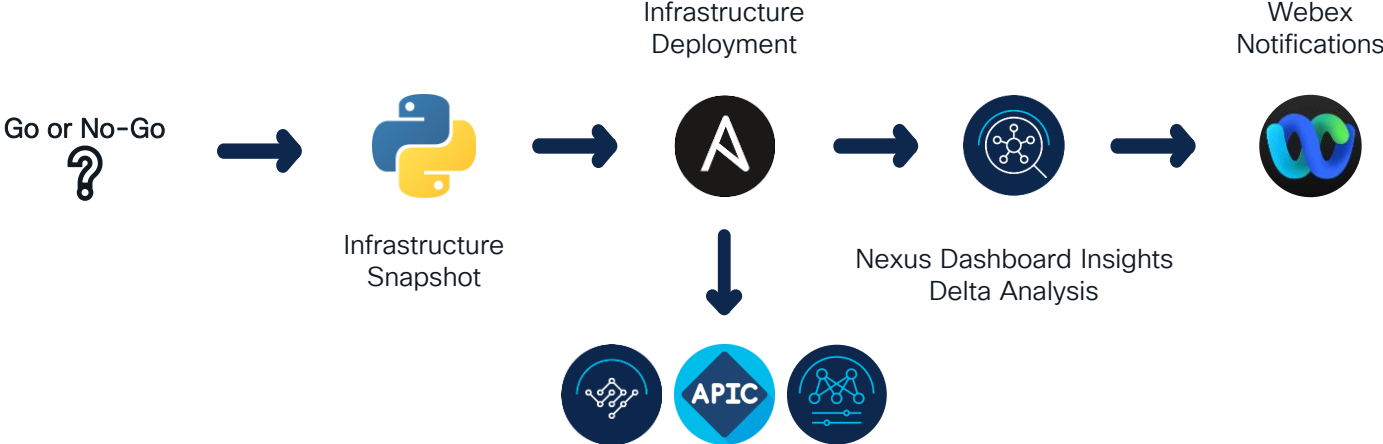 Infrastructure
Deployment
Webex
Notifications
Go or No-Go
?
Infrastructure
Snapshot
Nexus Dashboard Insights
Delta Analysis
APIC